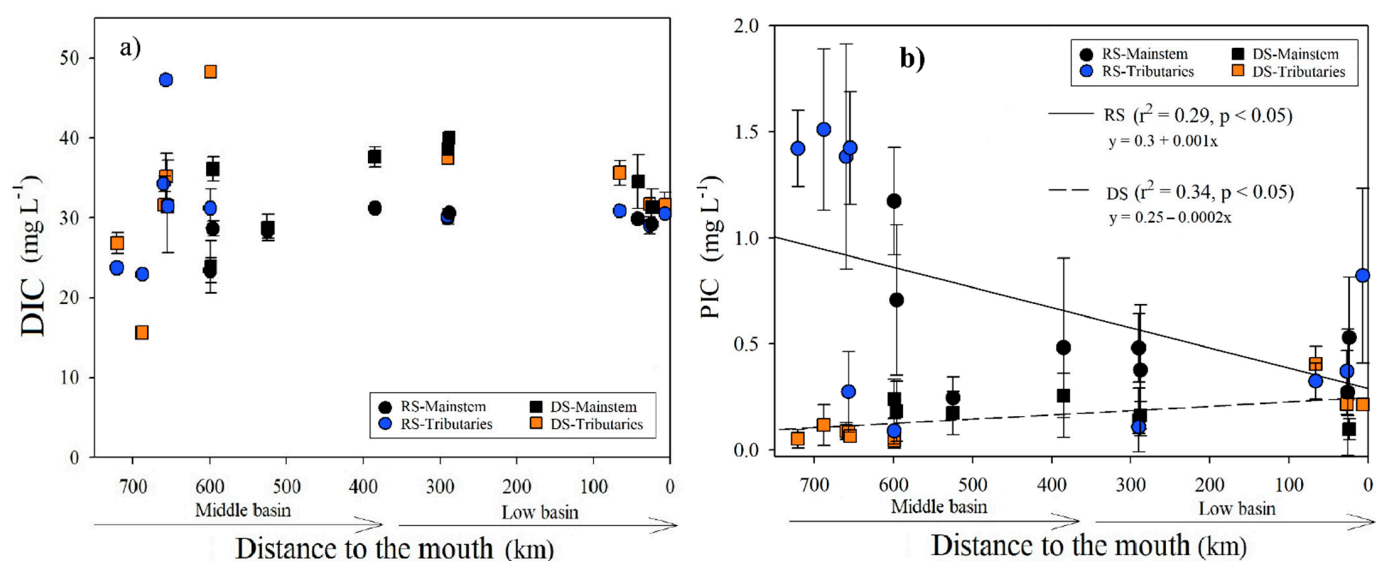 a)
DIC (mg L-1)
50
40
30
20
10
0
RS-Mainstem
DS-Mainstem
RS-Tributaries
DS-Tributaries
700
600
500
400
300
200
100
0
Middle basin
Low basin
Distance to the mouth (km)
b)
PIC (mg L-1)
2.0
1.5
1.0
0.5
0.0
RS-Mainstem
DS-Mainstem
RS-Tributaries
DS-Tributaries
RS (r2 = 0.29, p < 0.05)
y = 0.3 + 0.001x
DS (r2 = 0.34, p < 0.05)
y = 0.25 – 0.0002x
700
600
500
400
300
200
100
0
Middle basin
Low basin
Distance to the mouth (km)